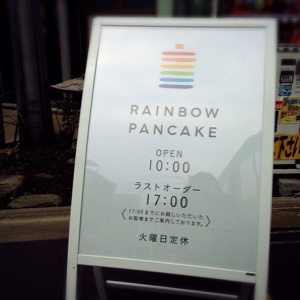 RAINBOW
PANCAKE
OPEN
10:00
ラストオーダー
17:00
17:00までにお越しいただいた
お客様までご案内しております。
火曜日定休